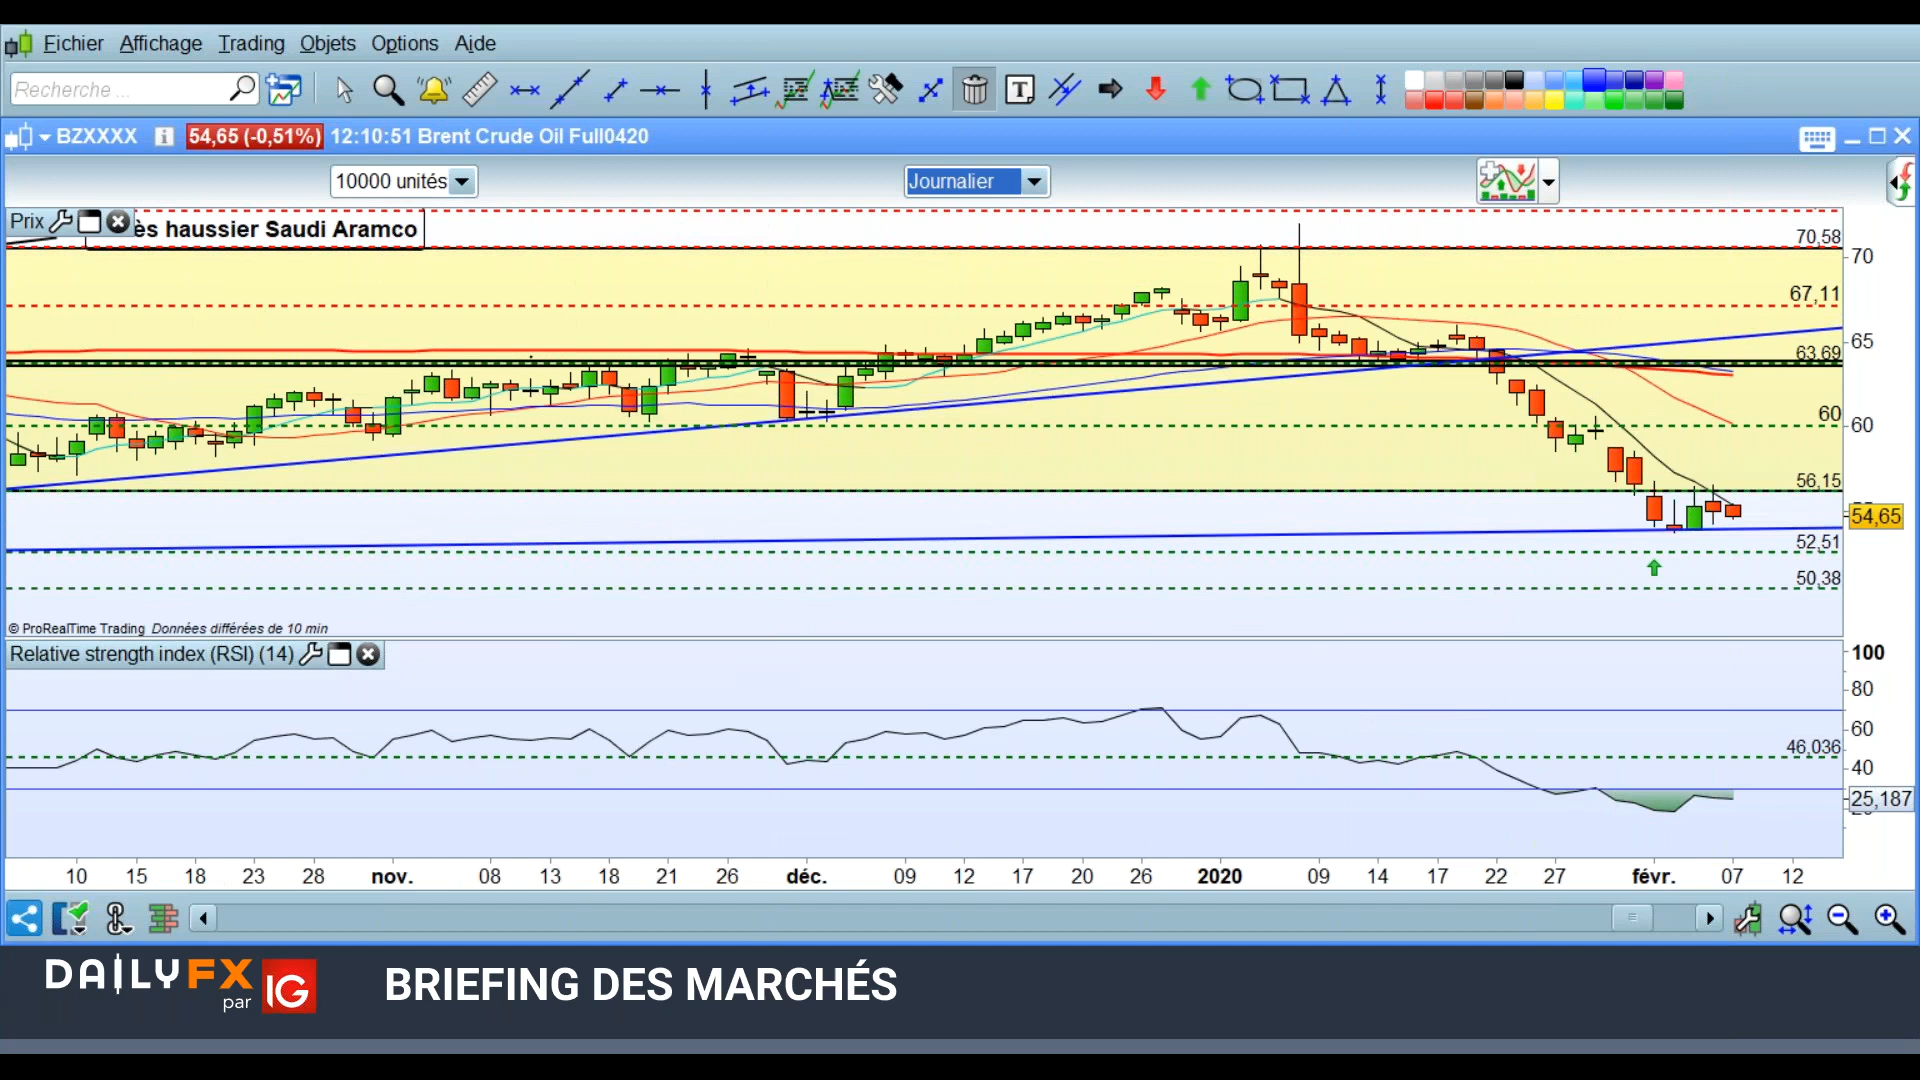 Fichier Affichage Trading Objets Options Aide
Recherche ...
BZXXXX 54,65 (-0,51%) 12:10:51 Brent Crude Oil Full0420
10000 unités Journalier
Prix ès haussier Saudi Aramco
70,58
70
67,11
65
63,69
60
60
56,15
54,65
52,51
50,38
© ProRealTime Trading Données différées de 10 min
Relative strength index (RSI) (14)
100
80
60
46,036
40
25,187
10 15 18 23 28 nov. 08 13 18 21 26 déc. 09 12 17 20 26 2020 09 14 17 22 27 févr. 07 12
DAILYFX
par IG
BRIEFING DES MARCHÉS